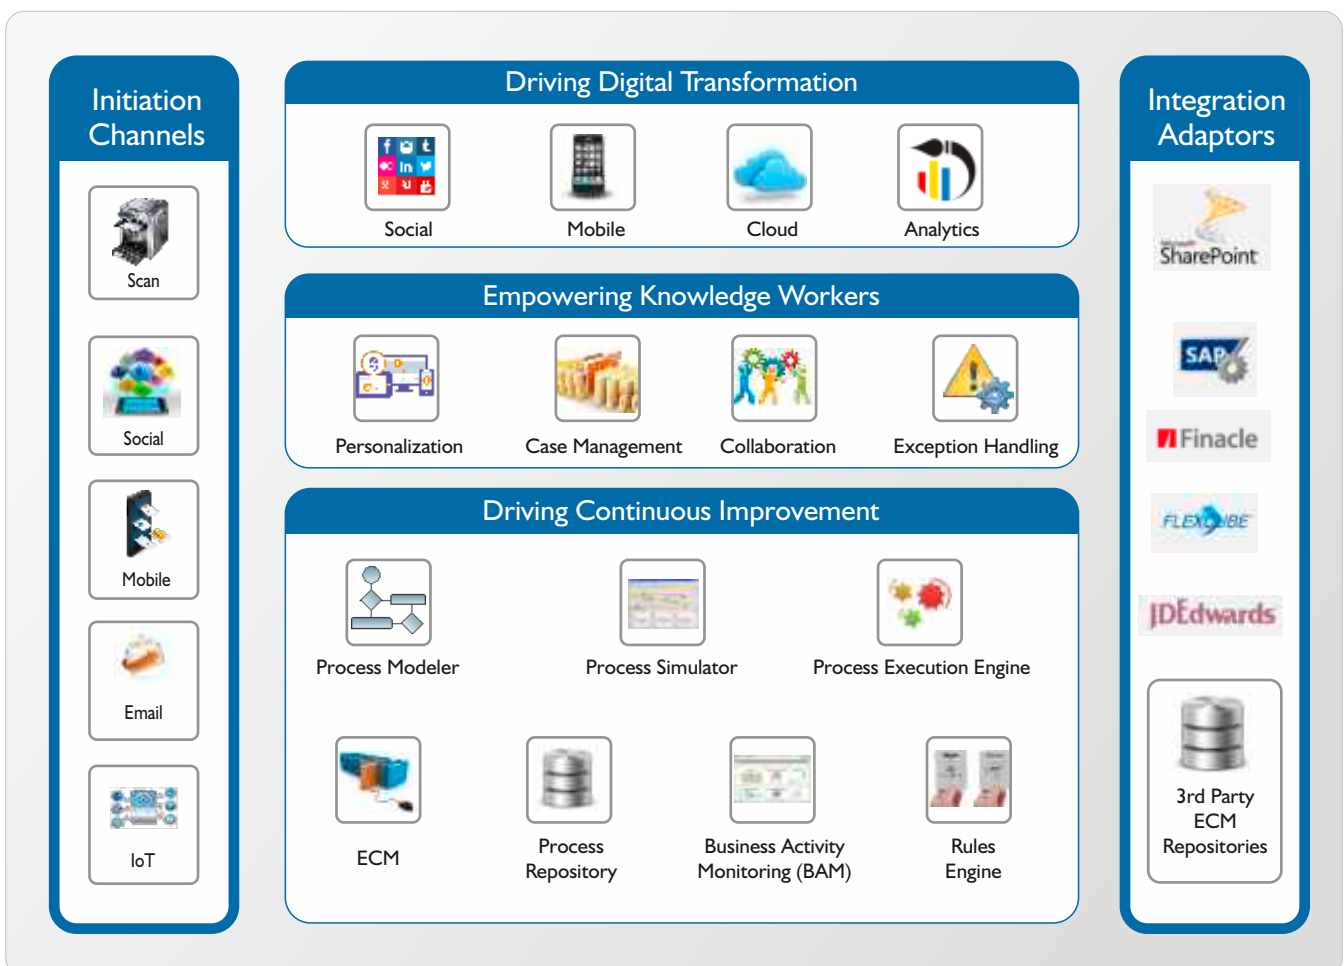 Initiation
Channels
Scan
Social
Mobile
Email
IoT
Driving Digital Transformation
Social
Mobile
Cloud
Analytics
Empowering Knowledge Workers
Personalization
Case Management
Collaboration
Exception Handling
Driving Continuous Improvement
Process Modeler
Process Simulator
Process Execution Engine
ECM
Process
Repository
Business Activity
Monitoring (BAM)
Rules
Engine
Integration
Adaptors
Microsoft
SharePoint
SAP
Finacle
FLEXCUBE
JDEdwards
3rd Party
ECM
Repositories